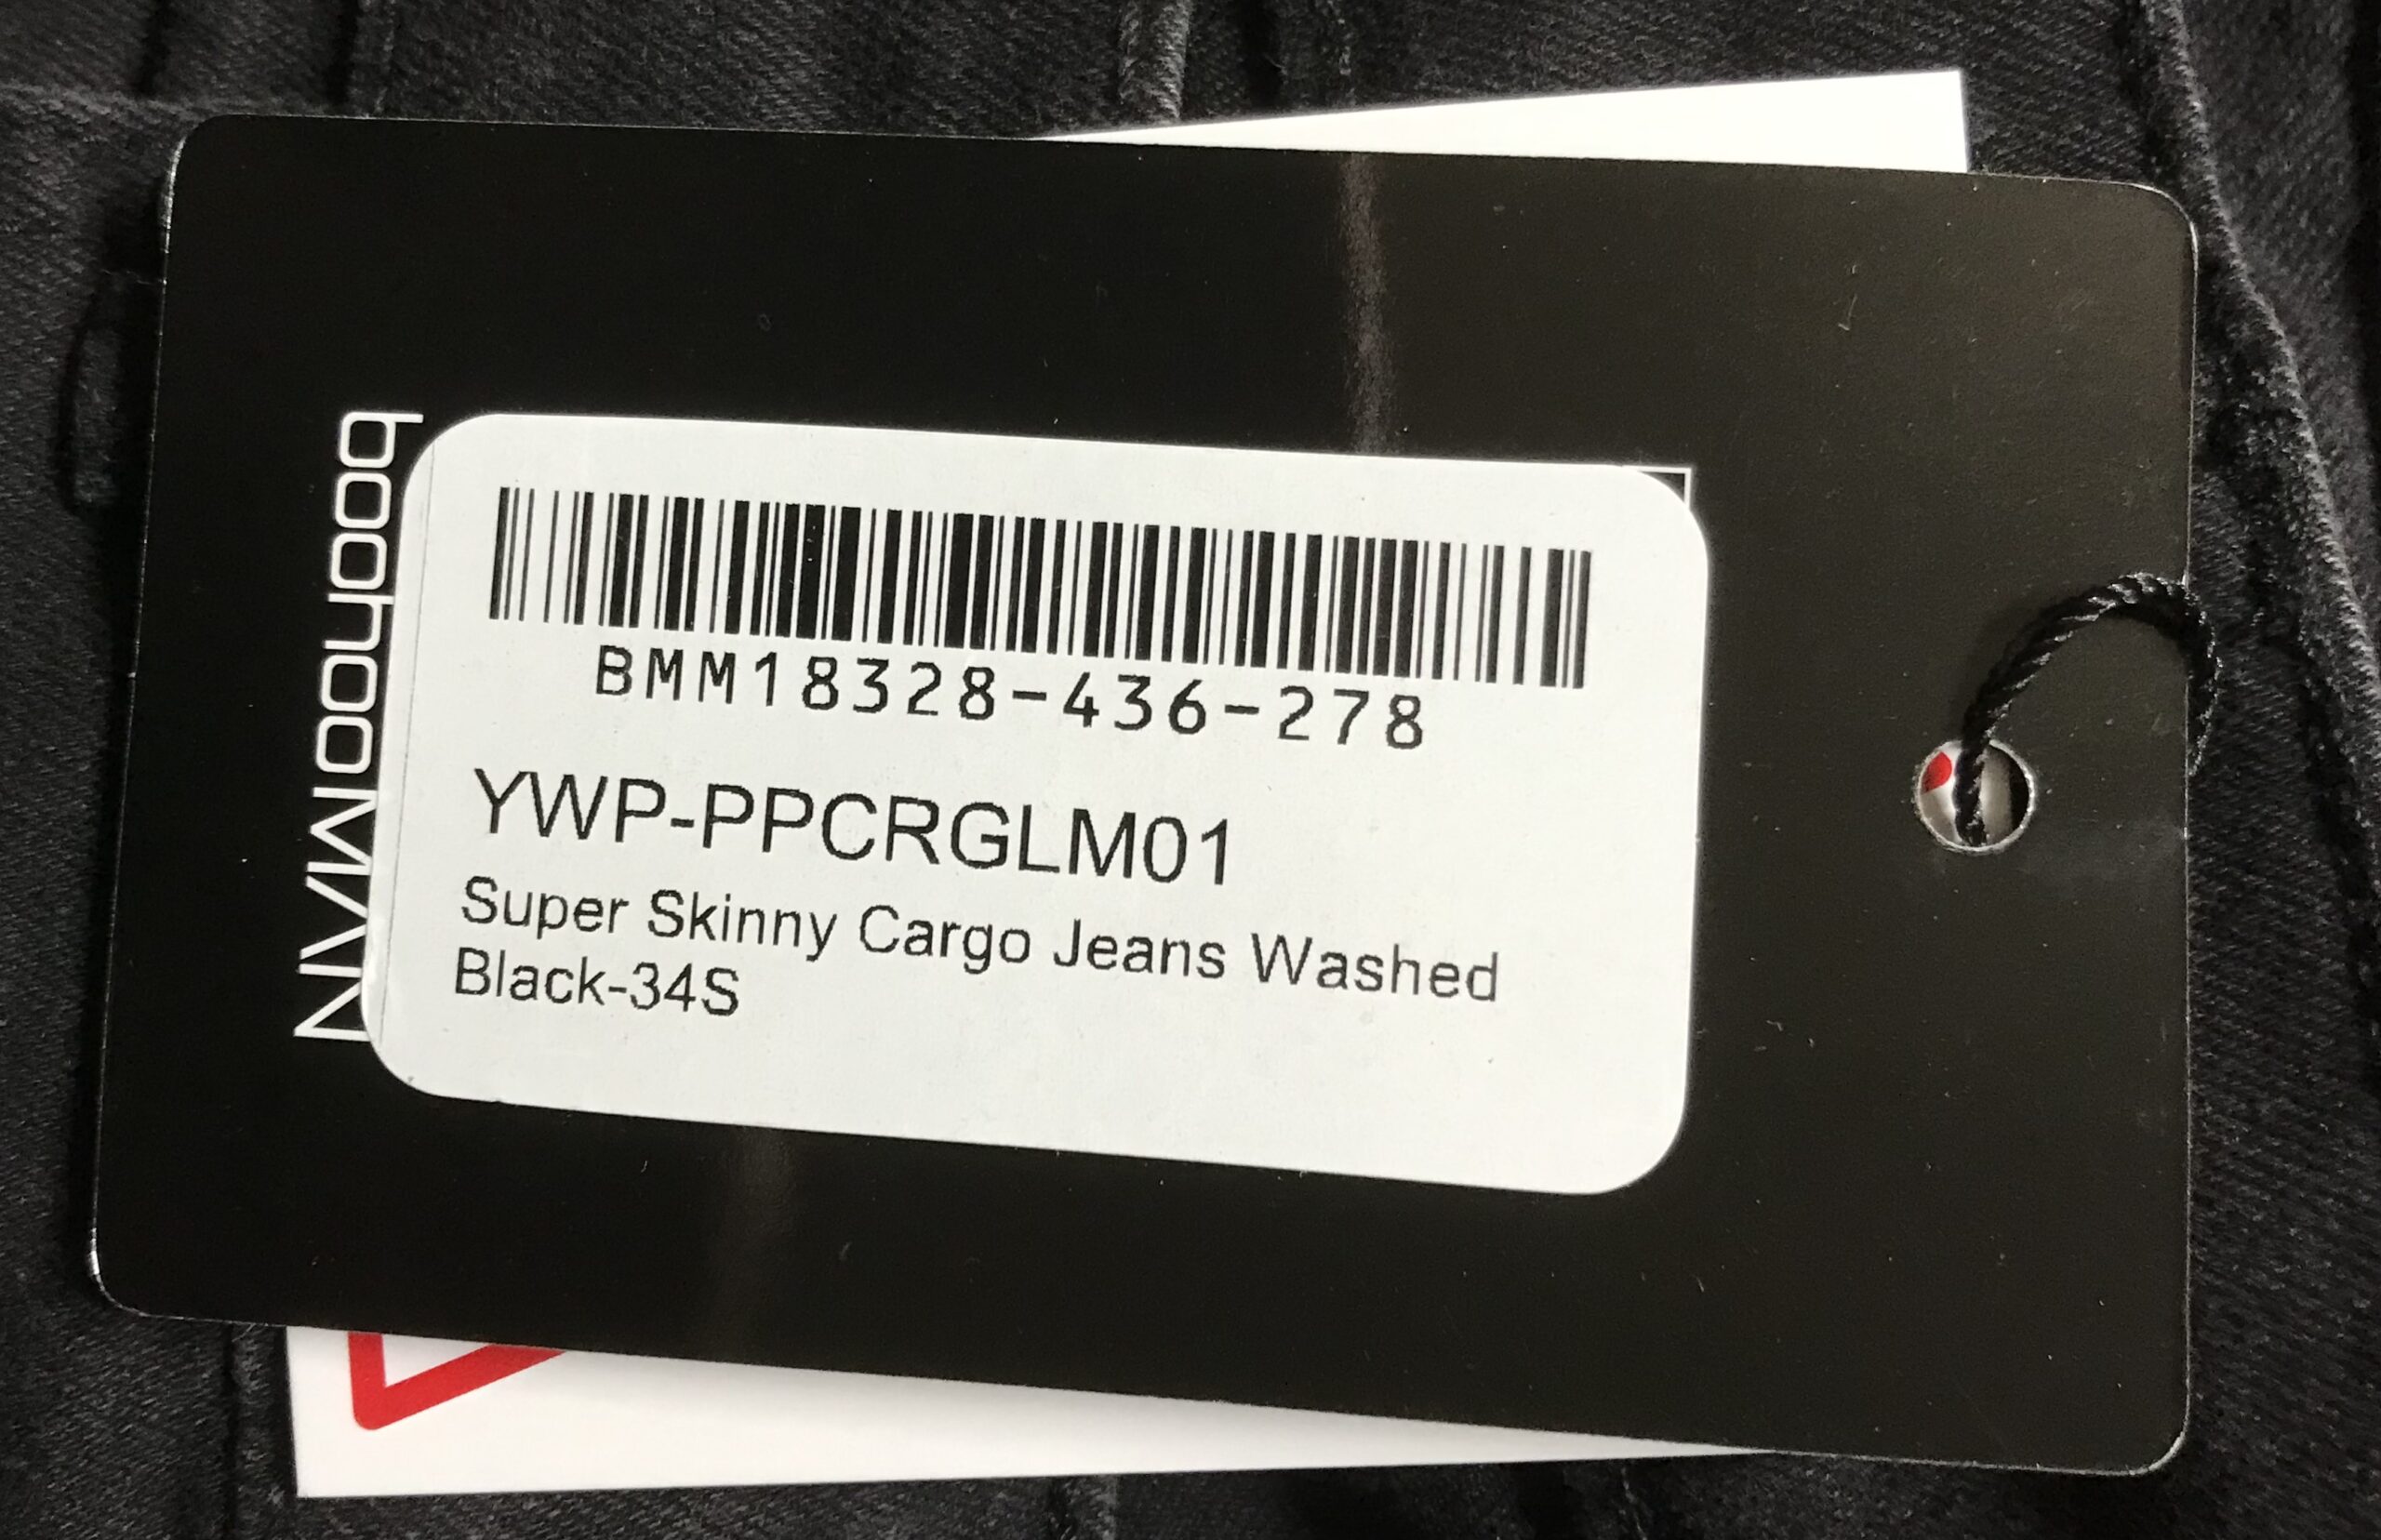 boohooMAN
BMM18328-436-278
YWP-PPCRGLM01
Super Skinny Cargo Jeans Washed
Black-34S